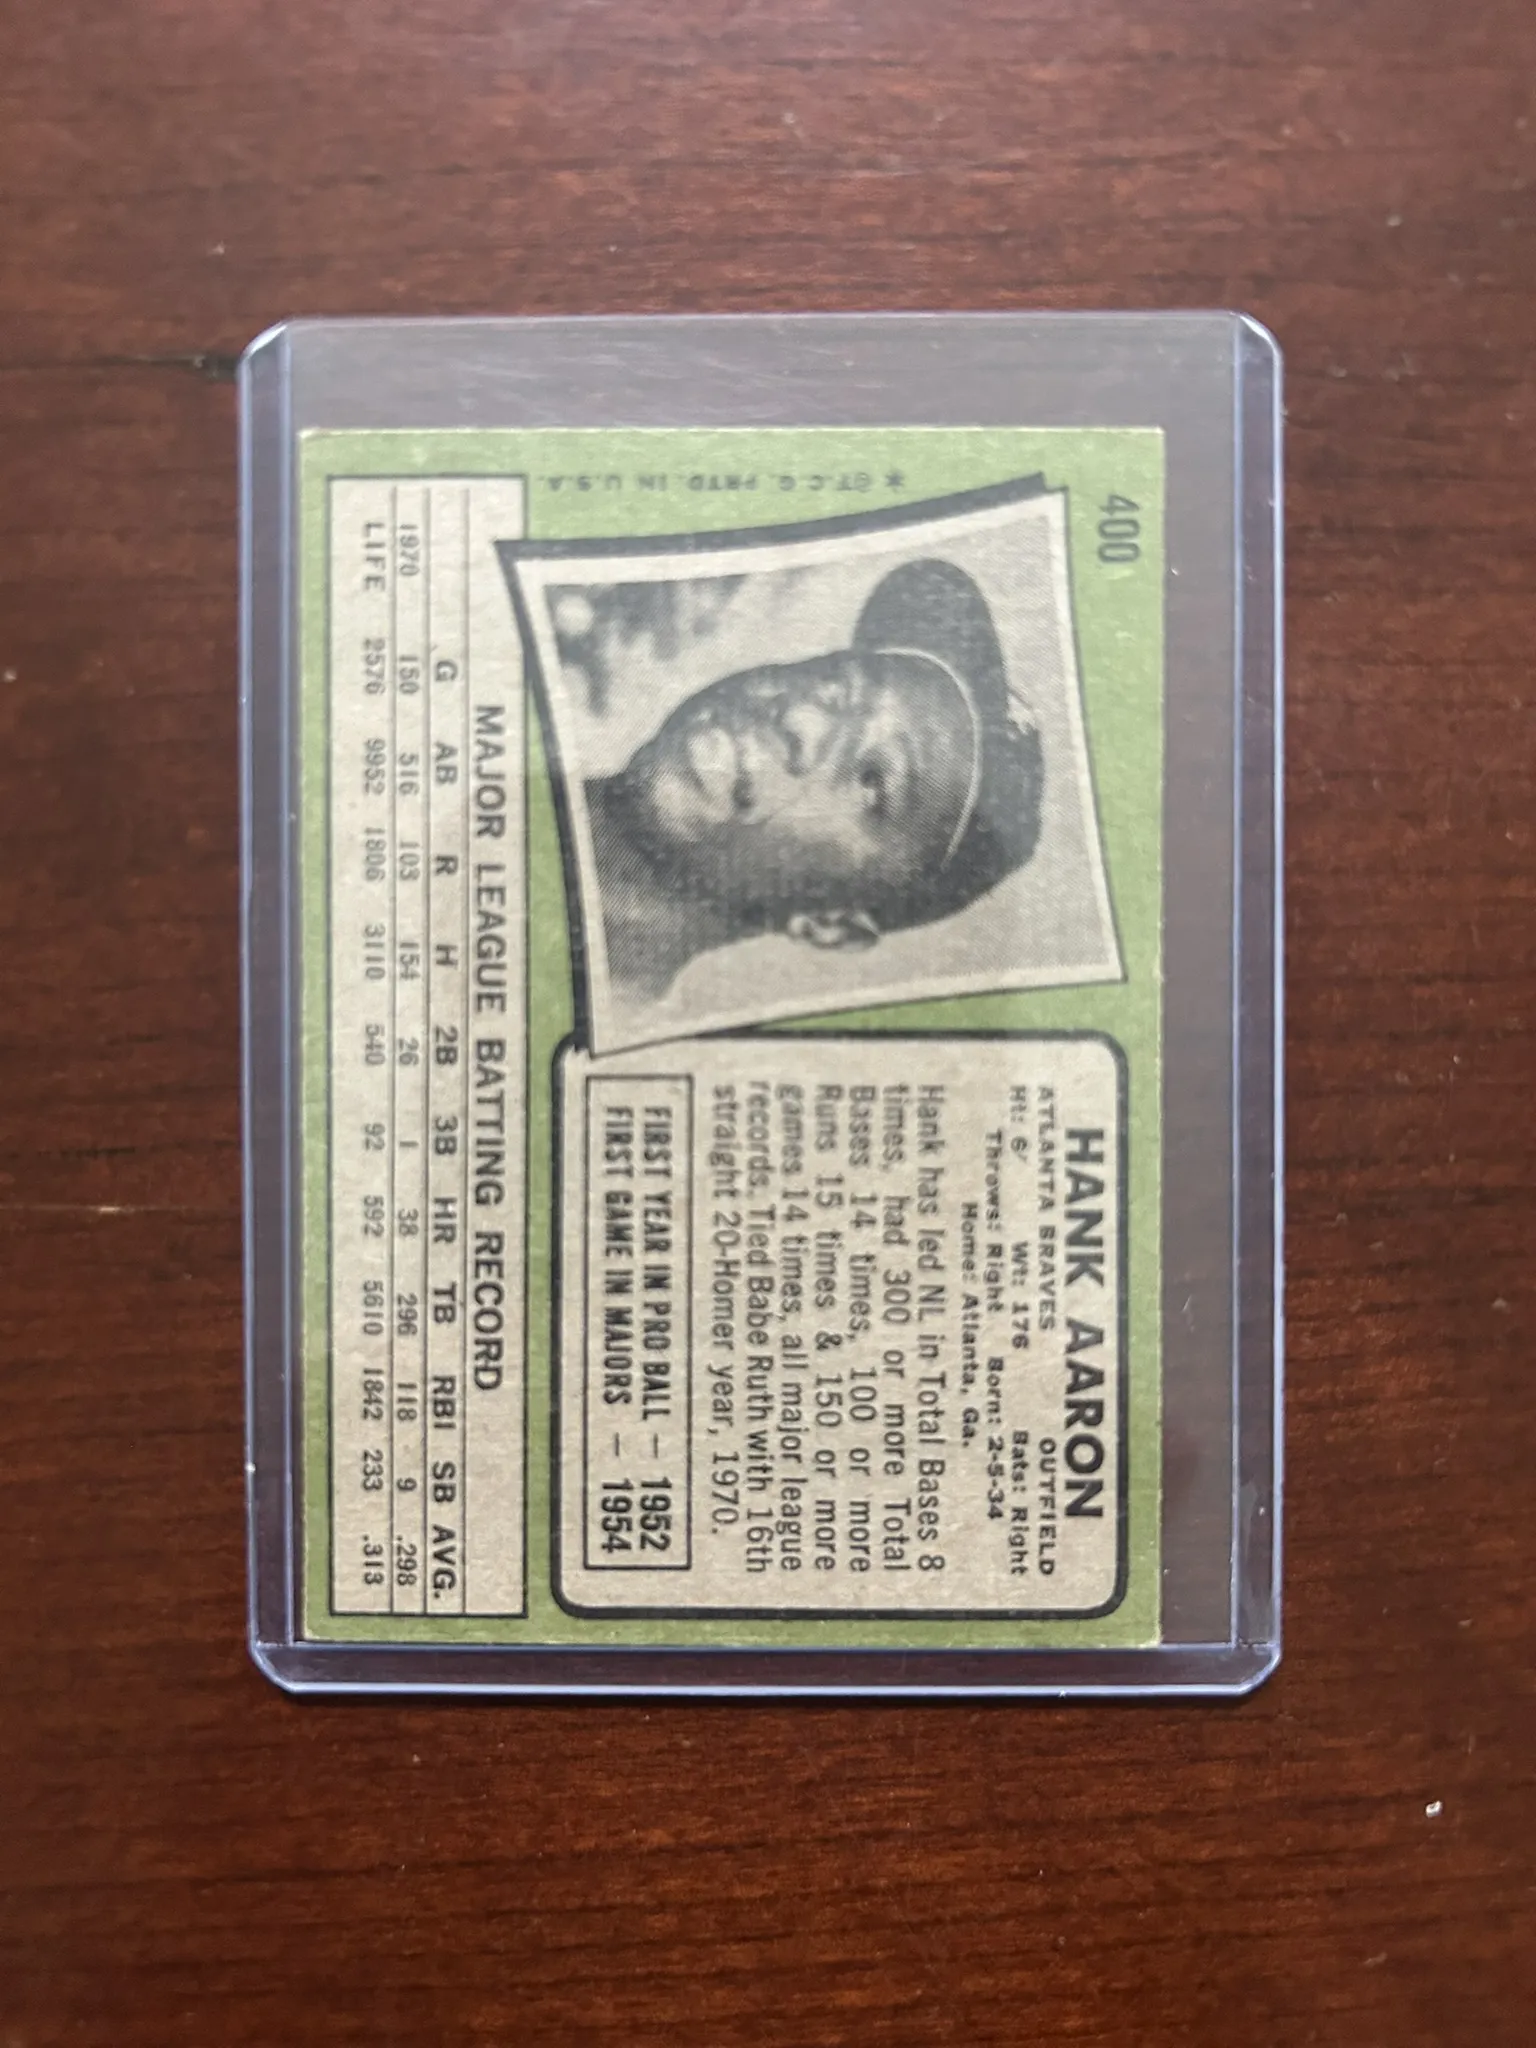 400
HANK AARON
ATLANTA BRAVES OUTFIELD
Ht: 6' Wt: 176 Bats: Right
Throws: Right Born: 2-5-34
Home: Atlanta, Ga.
Hank has led NL in Total Bases 8
times, had 300 or more Total
Bases 14 times, 100 or more
Runs 15 times & 150 or more
games 14 times, all major league
records. Tied Babe Ruth with 16th
straight 20-Homer year, 1970.
FIRST YEAR IN PRO BALL — 1952
FIRST GAME IN MAJORS — 1954
* ©T.C.G. PRTD. IN U.S.A.
MAJOR LEAGUE BATTING RECORD
G AB R H 2B 3B HR TB RBI SB AVG.
1970 150 516 103 154 26 1 38 296 118 9 .298
LIFE 2576 9952 1806 3110 540 92 592 5610 1842 233 .313